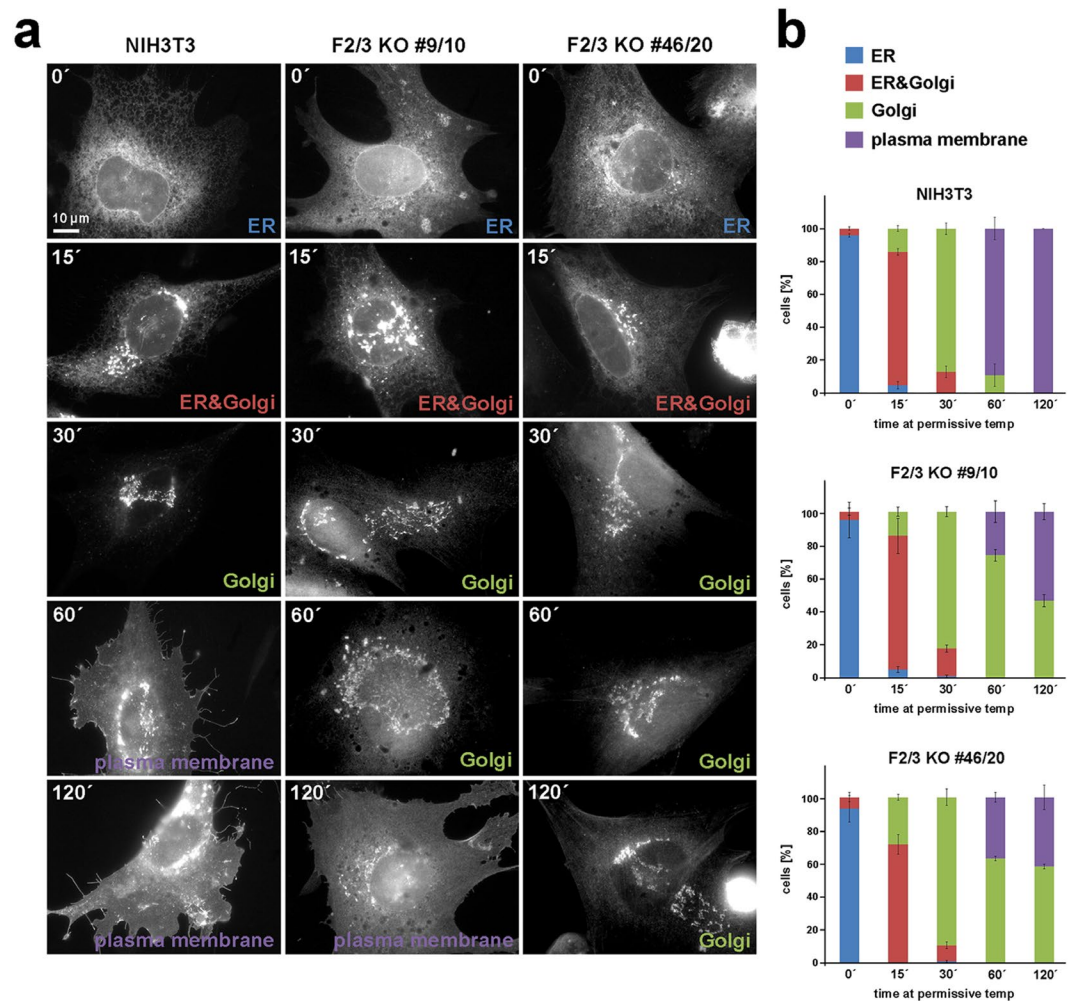 a
NIH3T3
F2/3 KO #9/10
F2/3 KO #46/20
0´
10 µm
ER
0´
ER
0´
ER
15´
ER&Golgi
15´
ER&Golgi
15´
ER&Golgi
30´
Golgi
30´
Golgi
30´
Golgi
60´
plasma membrane
60´
Golgi
60´
Golgi
120´
plasma membrane
120´
plasma membrane
120´
Golgi
b
ER
ER&Golgi
Golgi
plasma membrane
NIH3T3
cells [%]
100
80
60
40
20
0
0´ 15´ 30´ 60´ 120´
time at permissive temp
F2/3 KO #9/10
cells [%]
100
80
60
40
20
0
0´ 15´ 30´ 60´ 120´
time at permissive temp
F2/3 KO #46/20
cells [%]
100
80
60
40
20
0
0´ 15´ 30´ 60´ 120´
time at permissive temp